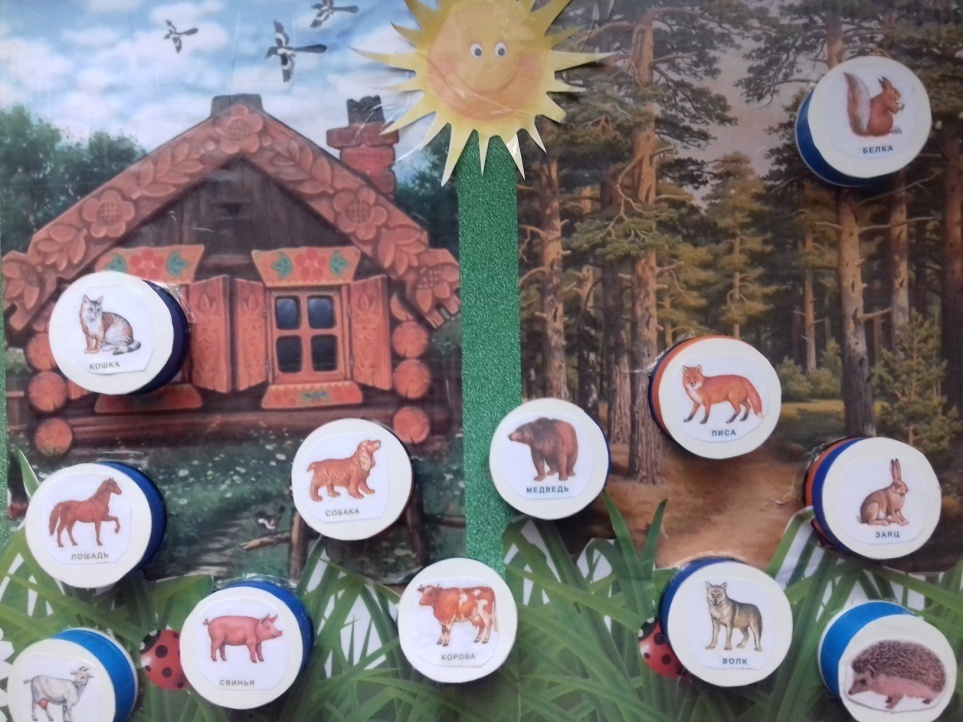 БЕЛКА
КОШКА
ЛИСА
МЕДВЕДЬ
СОБАКА
ЗАЯЦ
ЛОШАДЬ
КОРОВА
ВОЛК
СВИНЬЯ